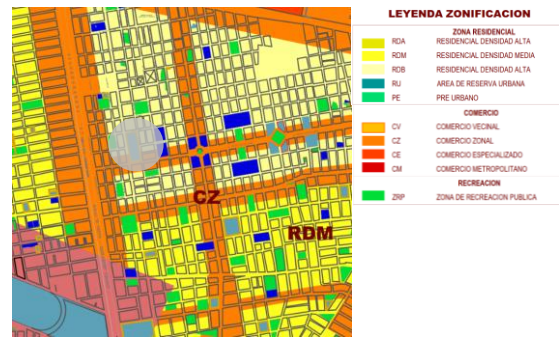 CZ
RDM
LEYENDA ZONIFICACION
ZONA RESIDENCIAL
RDA RESIDENCIAL DENSIDAD ALTA
RDM RESIDENCIAL DENSIDAD MEDIA
RDB RESIDENCIAL DENSIDAD ALTA
RU AREA DE RESERVA URBANA
PE PRE URBANO
COMERCIO
CV COMERCIO VECINAL
CZ COMERCIO ZONAL
CE COMERCIO ESPECIALIZADO
CM COMERCIO METROPOLITANO
RECREACION
ZRP ZONA DE RECREACION PUBLICA